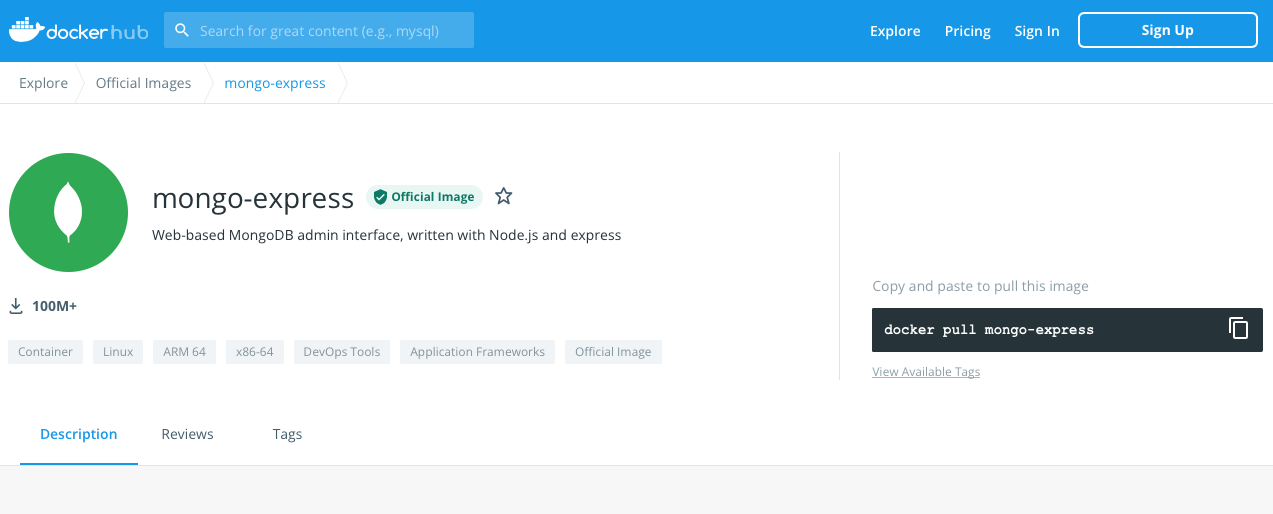 dockerhub
Search for great content (e.g., mysql)
Explore
Pricing
Sign In
Sign Up
Explore
Official Images
mongo-express
mongo-express
Official Image
Web-based MongoDB admin interface, written with Node.js and express
100M+
Container
Linux
ARM 64
x86-64
DevOps Tools
Application Frameworks
Official Image
Copy and paste to pull this image
docker pull mongo-express
View Available Tags
Description
Reviews
Tags